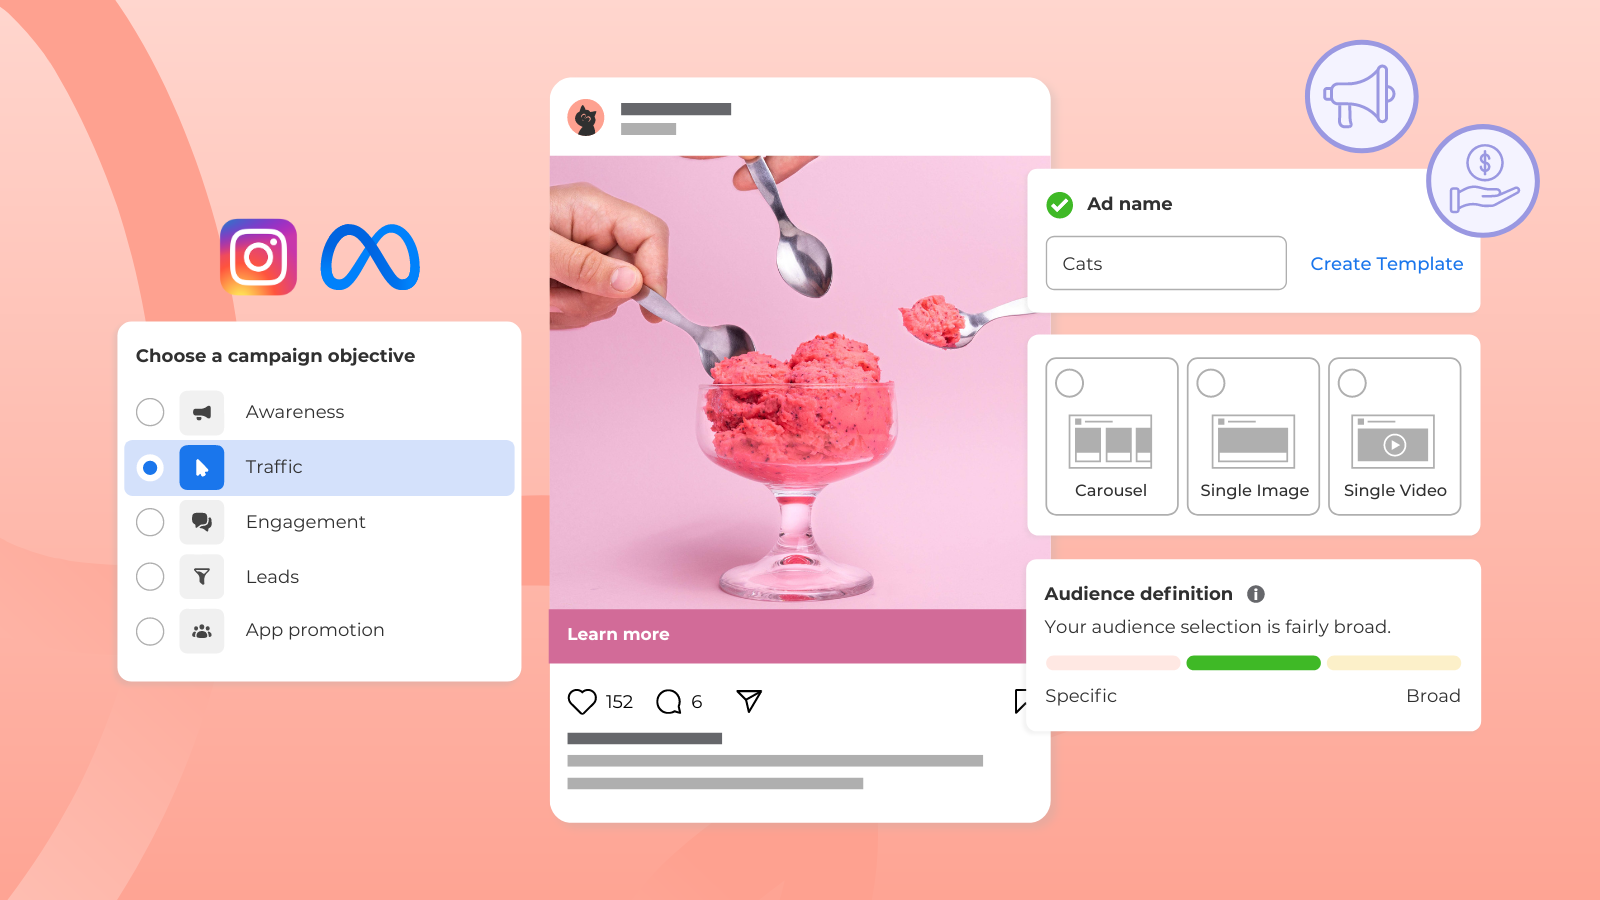 Choose a campaign objective
Awareness
Traffic
Engagement
Leads
App promotion
Learn more
152
6
Ad name
Cats
Create Template
Carousel
Single Image
Single Video
Audience definition
Your audience selection is fairly broad.
Specific
Broad
$